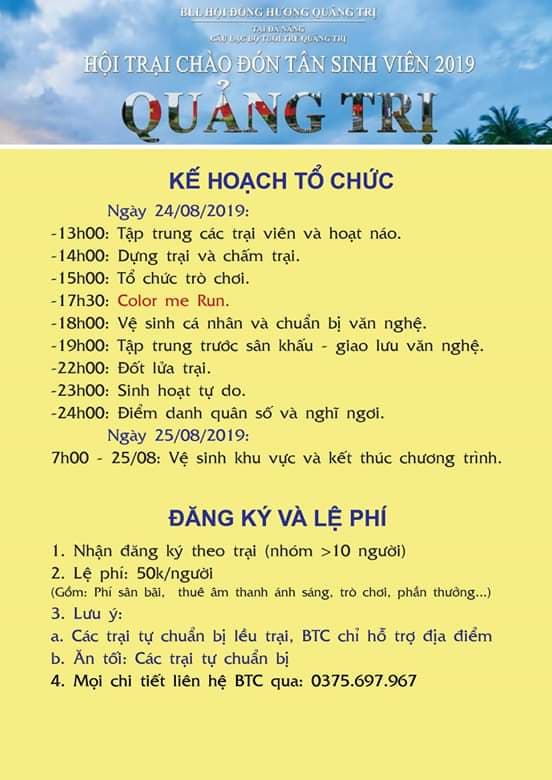 BLL HỘI ĐỒNG HƯƠNG QUẢNG TRỊ
TẠI ĐÀ NẴNG
CÂU LẠC BỘ TUỔI TRẺ QUẢNG TRỊ
HỘI TRẠI CHÀO ĐÓN TÂN SINH VIÊN 2019
QUẢNG TRỊ
KẾ HOẠCH TỔ CHỨC
Ngày 24/08/2019:
-13h00: Tập trung các trại viên và hoạt náo.
-14h00: Dựng trại và chấm trại.
-15h00: Tổ chức trò chơi.
-17h30: Color me Run.
-18h00: Vệ sinh cá nhân và chuẩn bị văn nghệ.
-19h00: Tập trung trước sân khấu - giao lưu văn nghệ.
-22h00: Đốt lửa trại.
-23h00: Sinh hoạt tự do.
-24h00: Điểm danh quân số và nghĩ ngơi.
Ngày 25/08/2019:
7h00 - 25/08: Vệ sinh khu vực và kết thúc chương trình.
ĐĂNG KÝ VÀ LỆ PHÍ
1. Nhận đăng ký theo trại (nhóm >10 người)
2. Lệ phí: 50k/người
(Gồm: Phí sân bãi, thuê âm thanh ánh sáng, trò chơi, phần thưởng...)
3. Lưu ý:
a. Các trại tự chuẩn bị lều trại, BTC chỉ hỗ trợ địa điểm
b. Ăn tối: Các trại tự chuẩn bị
4. Mọi chi tiết liên hệ BTC qua: 0375.697.967